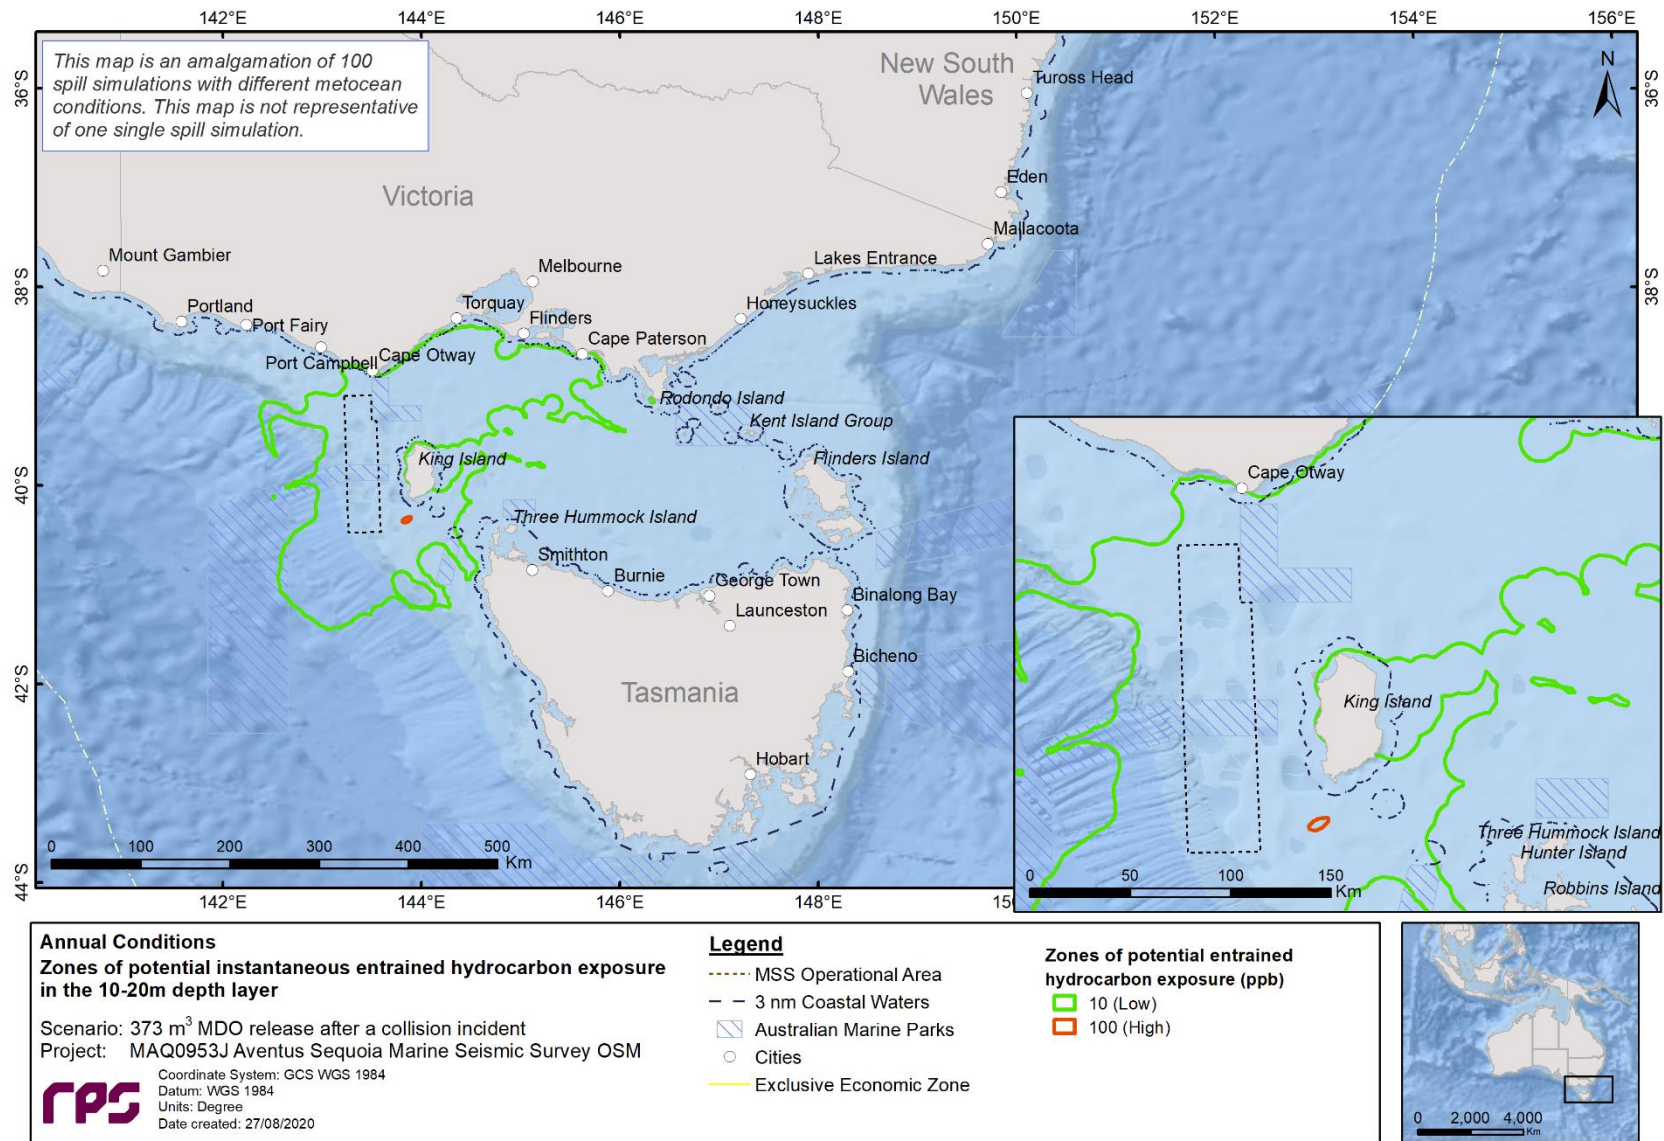 142°E 144°E 146°E 148°E 150°E 152°E 154°E 156°E
This map is an amalgamation of 100
spill simulations with different metocean
conditions. This map is not representative
of one single spill simulation.
New South
Wales
N
Tuross Head
36°S
36°S
Eden
Victoria
Mallacoota
Mount Gambier
Melbourne
Lakes Entrance
38°S
38°S
Portland
Torquay
Honeysuckles
Port Fairy
Flinders
Cape Paterson
Port Campbell
Cape Otway
Rodondo Island
Kent Island Group
King Island
Flinders Island
40°S
Three Hummock Island
Smithton
Burnie
George Town
Launceston
Binalong Bay
Bicheno
42°S
Tasmania
Hobart
0 100 200 300 400 500
Km
44°S
142°E 144°E 146°E 148°E 150°E
Cape Otway
King Island
Three Hummock Island
Hunter Island
Robbins Island
0 50 100 150
Km
Annual Conditions
Zones of potential instantaneous entrained hydrocarbon exposure
in the 10-20m depth layer
Scenario: 373 m³ MDO release after a collision incident
Project: MAQ0953J Aventus Sequoia Marine Seismic Survey OSM
rps
Coordinate System: GCS WGS 1984
Datum: WGS 1984
Units: Degree
Date created: 27/08/2020
Legend
MSS Operational Area
3 nm Coastal Waters
Australian Marine Parks
Cities
Exclusive Economic Zone
Zones of potential entrained
hydrocarbon exposure (ppb)
10 (Low)
100 (High)
0 2,000 4,000
Km